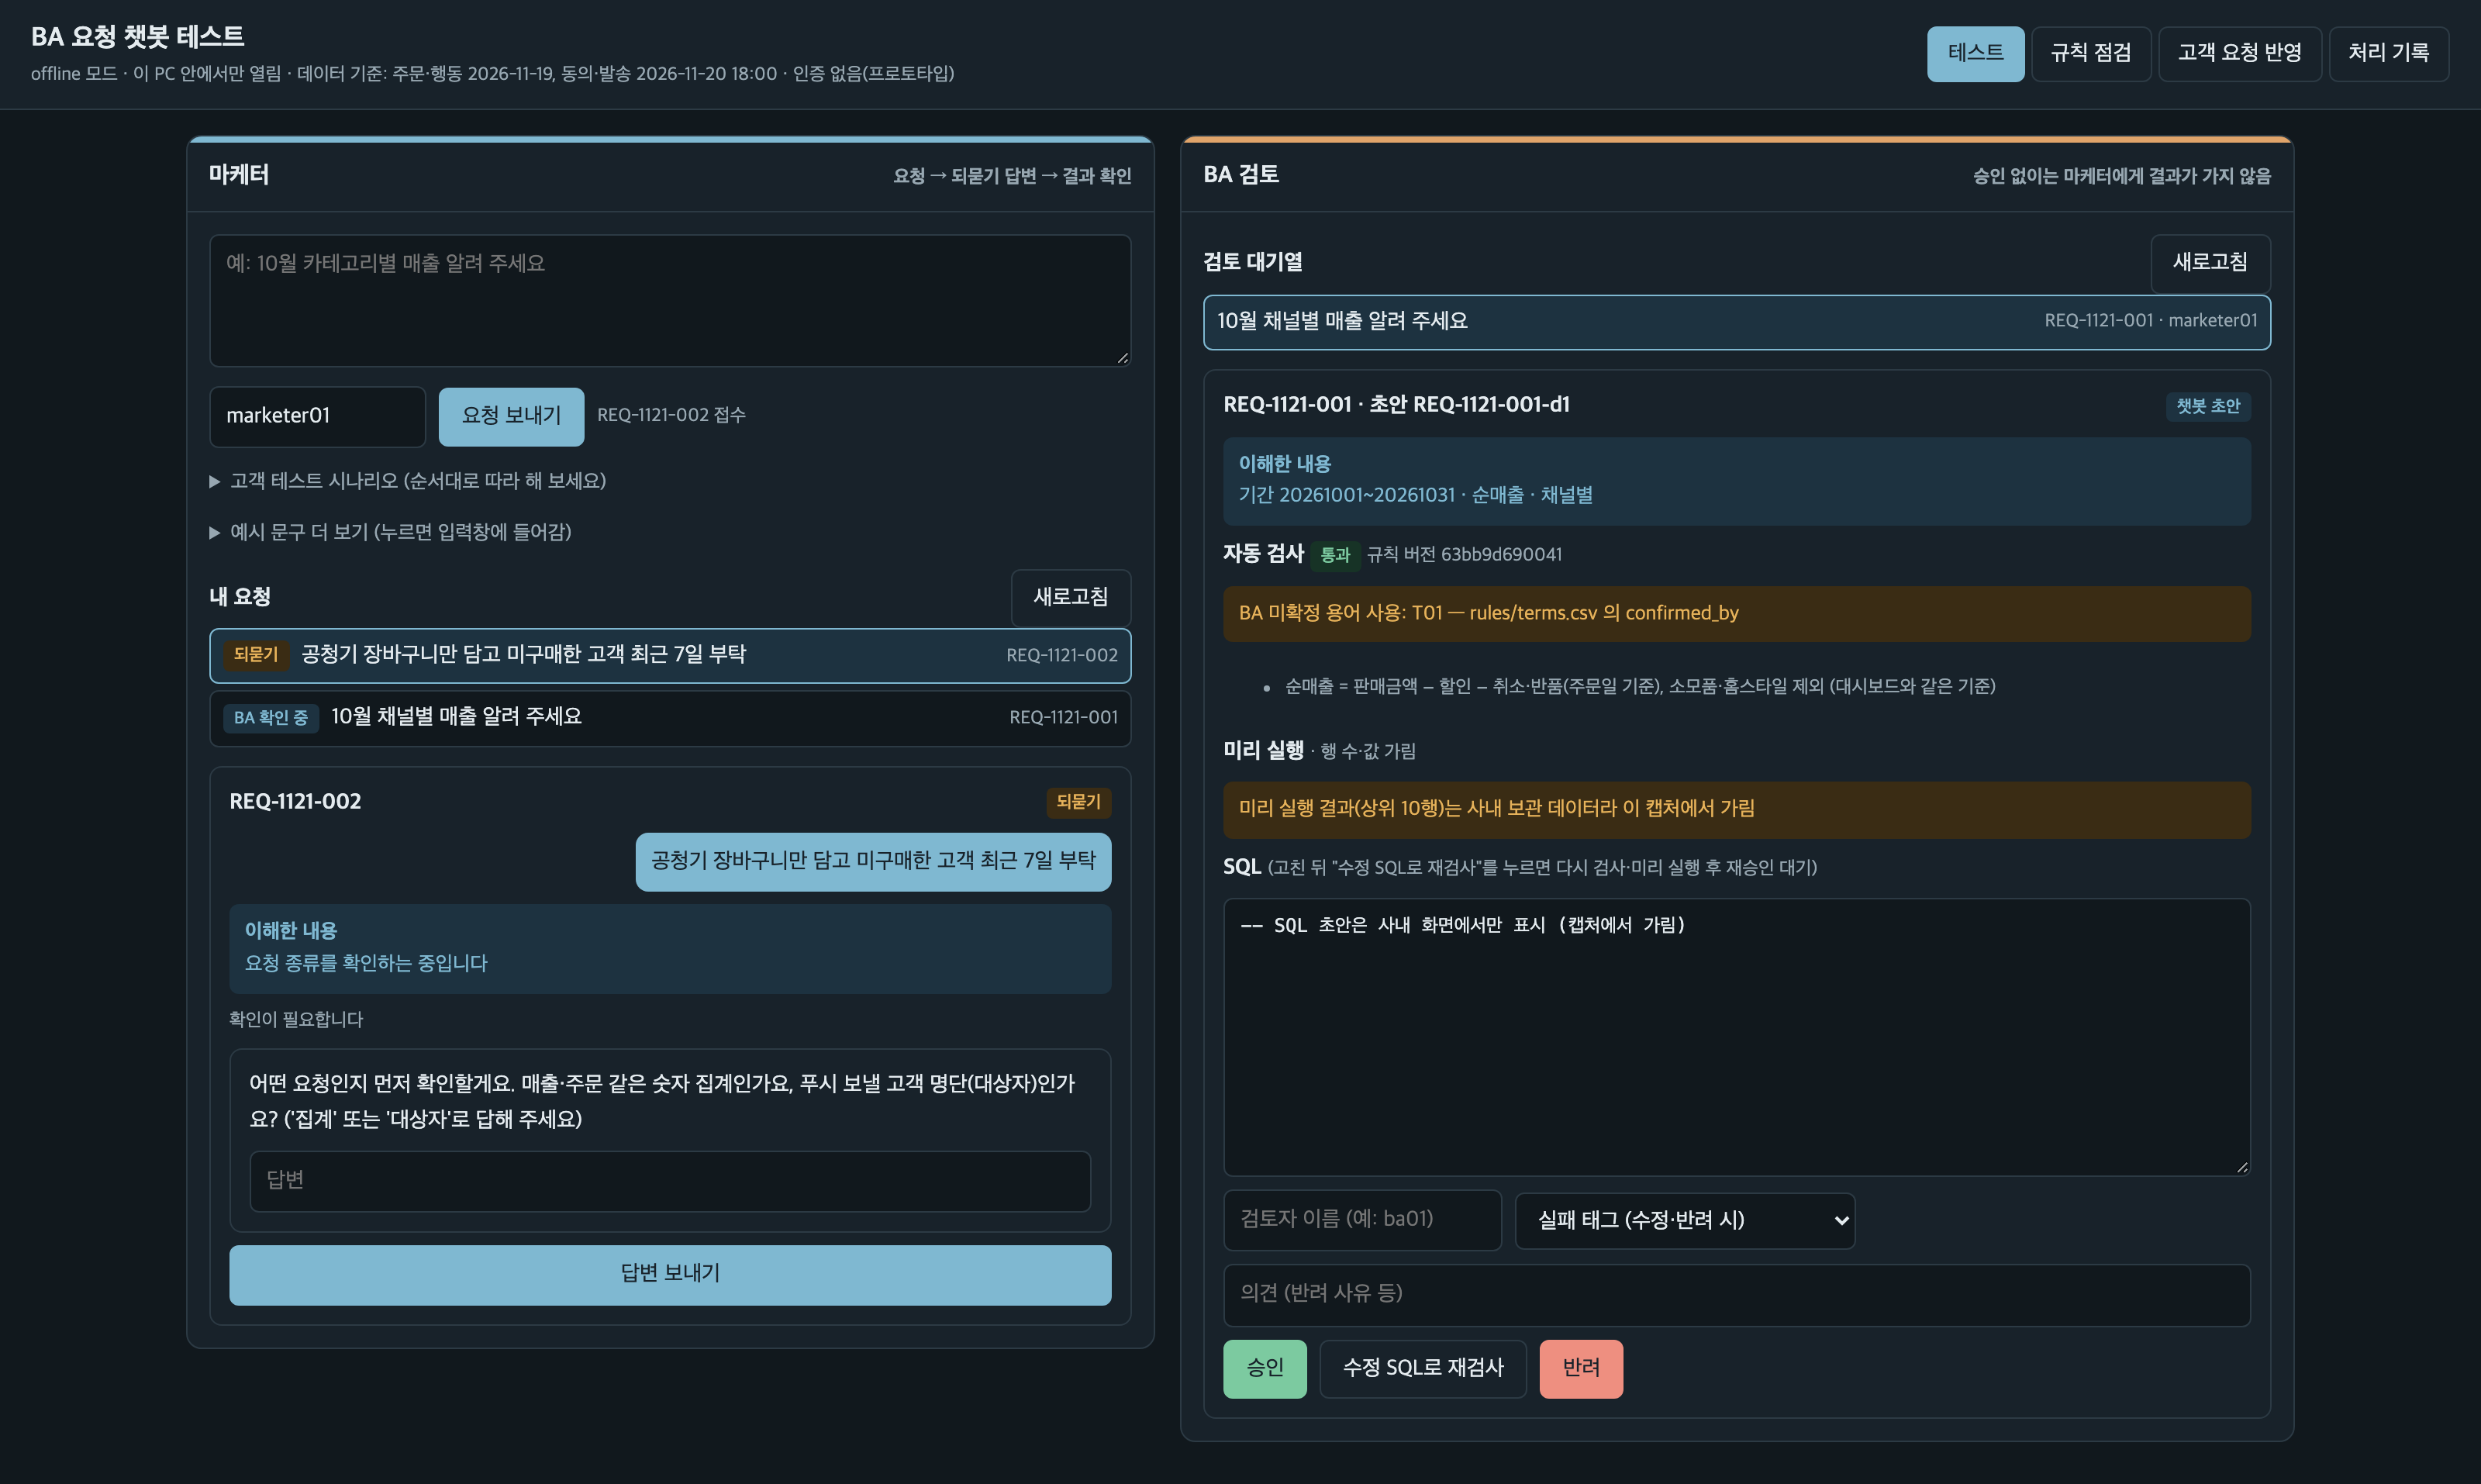 BA 요청 챗봇 테스트
offline 모드 · 이 PC 안에서만 열림 · 데이터 기준: 주문·행동 2026-11-19, 동의·발송 2026-11-20 18:00 · 인증 없음(프로토타입)
테스트
규칙 점검
고객 요청 반영
처리 기록
마케터
요청 → 되묻기 답변 → 결과 확인
예: 10월 카테고리별 매출 알려 주세요
marketer01
요청 보내기
REQ-1121-002 접수
▶ 고객 테스트 시나리오 (순서대로 따라 해 보세요)
▶ 예시 문구 더 보기 (누르면 입력창에 들어감)
내 요청
새로고침
되묻기 공청기 장바구니만 담고 미구매한 고객 최근 7일 부탁 REQ-1121-002
BA 확인 중 10월 채널별 매출 알려 주세요 REQ-1121-001
REQ-1121-002
되묻기
공청기 장바구니만 담고 미구매한 고객 최근 7일 부탁
이해한 내용
요청 종류를 확인하는 중입니다
확인이 필요합니다
어떤 요청인지 먼저 확인할게요. 매출·주문 같은 숫자 집계인가요, 푸시 보낼 고객 명단(대상자)인가
요? ('집계' 또는 '대상자'로 답해 주세요)
답변
답변 보내기
BA 검토
승인 없이는 마케터에게 결과가 가지 않음
검토 대기열
새로고침
10월 채널별 매출 알려 주세요 REQ-1121-001 · marketer01
REQ-1121-001 · 초안 REQ-1121-001-d1
챗봇 초안
이해한 내용
기간 20261001~20261031 · 순매출 · 채널별
자동 검사 통과 규칙 버전 63bb9d690041
BA 미확정 용어 사용: T01 — rules/terms.csv 의 confirmed_by
• 순매출 = 판매금액 − 할인 − 취소·반품(주문일 기준), 소모품·홈스타일 제외 (대시보드와 같은 기준)
미리 실행 · 행 수·값 가림
미리 실행 결과(상위 10행)는 사내 보관 데이터라 이 캡처에서 가림
SQL (고친 뒤 "수정 SQL로 재검사"를 누르면 다시 검사·미리 실행 후 재승인 대기)
-- SQL 초안은 사내 화면에서만 표시 (캡처에서 가림)
검토자 이름 (예: ba01)
실패 태그 (수정·반려 시)
의견 (반려 사유 등)
승인
수정 SQL로 재검사
반려